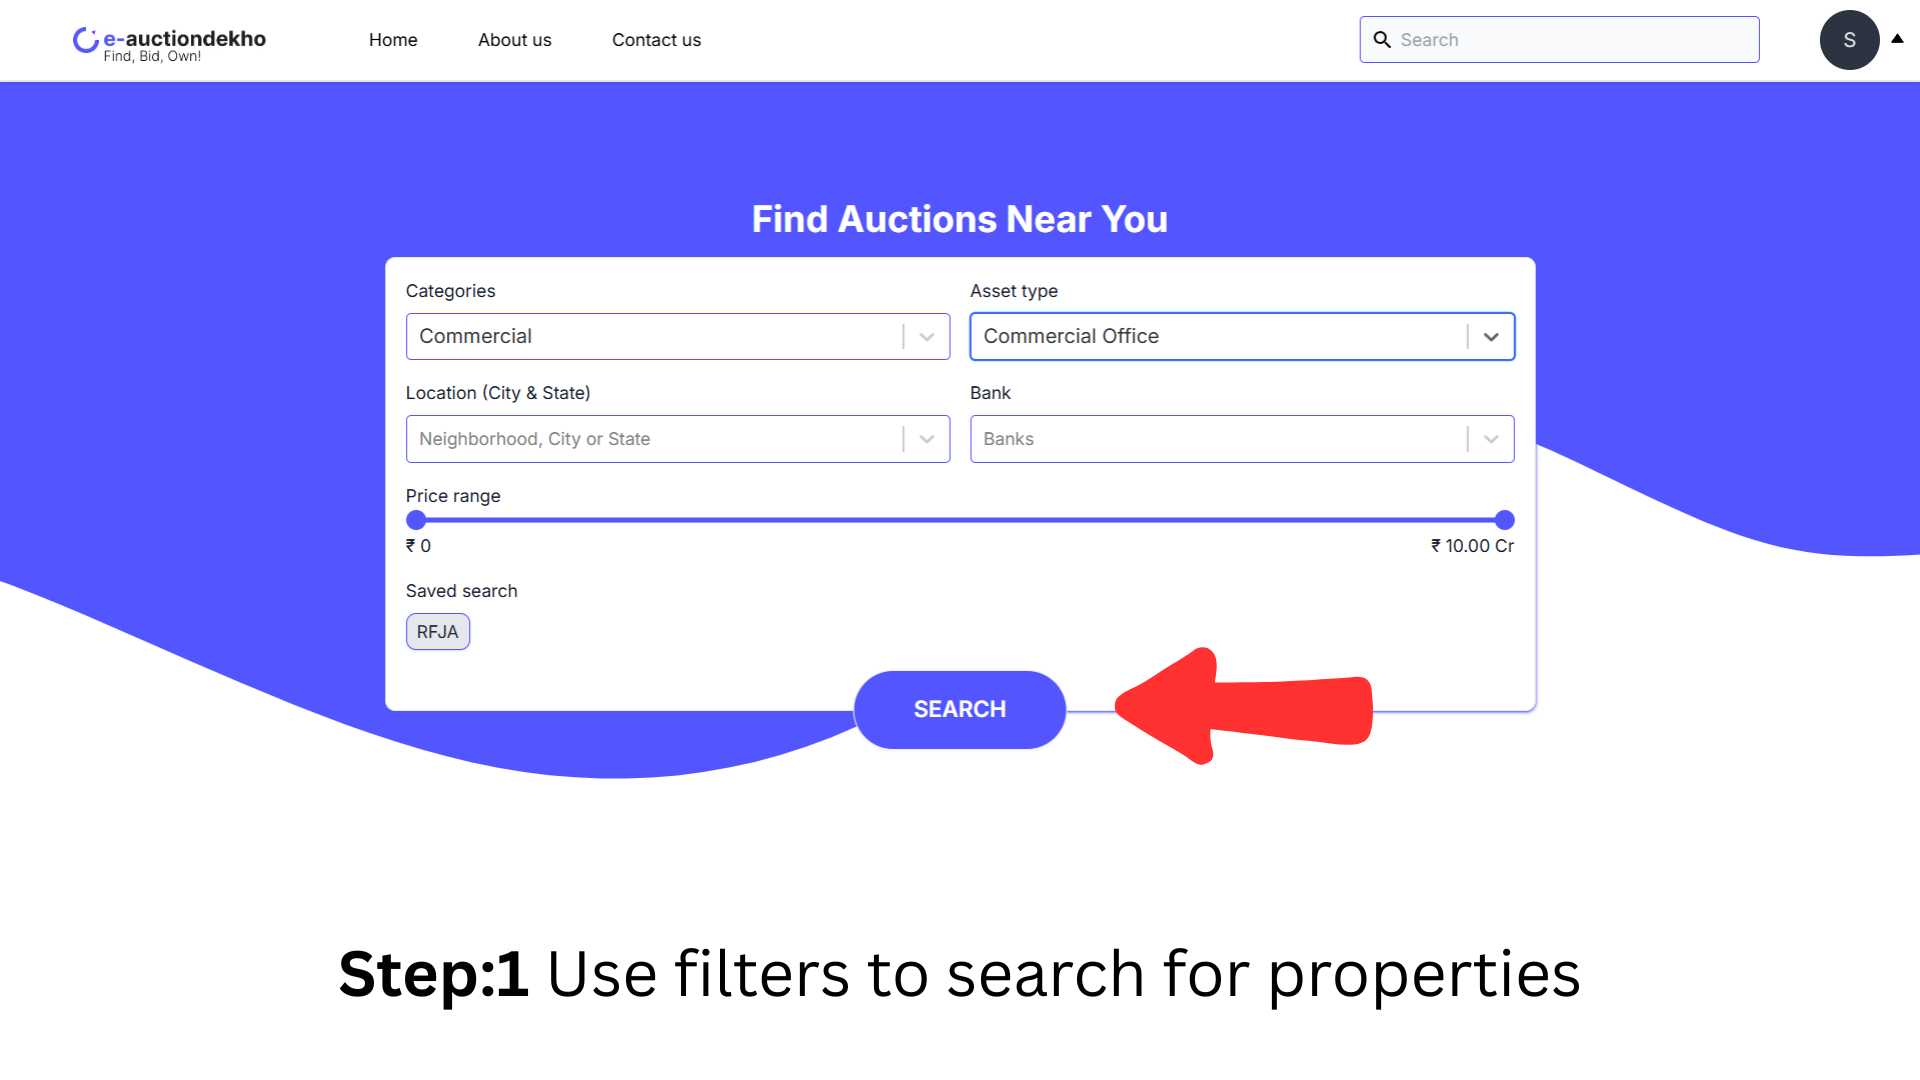 e-auctiondekho
Find, Bid, Own!
Home
About us
Contact us
Search
S
Find Auctions Near You
Categories
Asset type
Commercial
Commercial Office
Location (City & State)
Bank
Neighborhood, City or State
Banks
Price range
₹ 0
₹ 10.00 Cr
Saved search
RFJA
SEARCH
Step:1 Use filters to search for properties